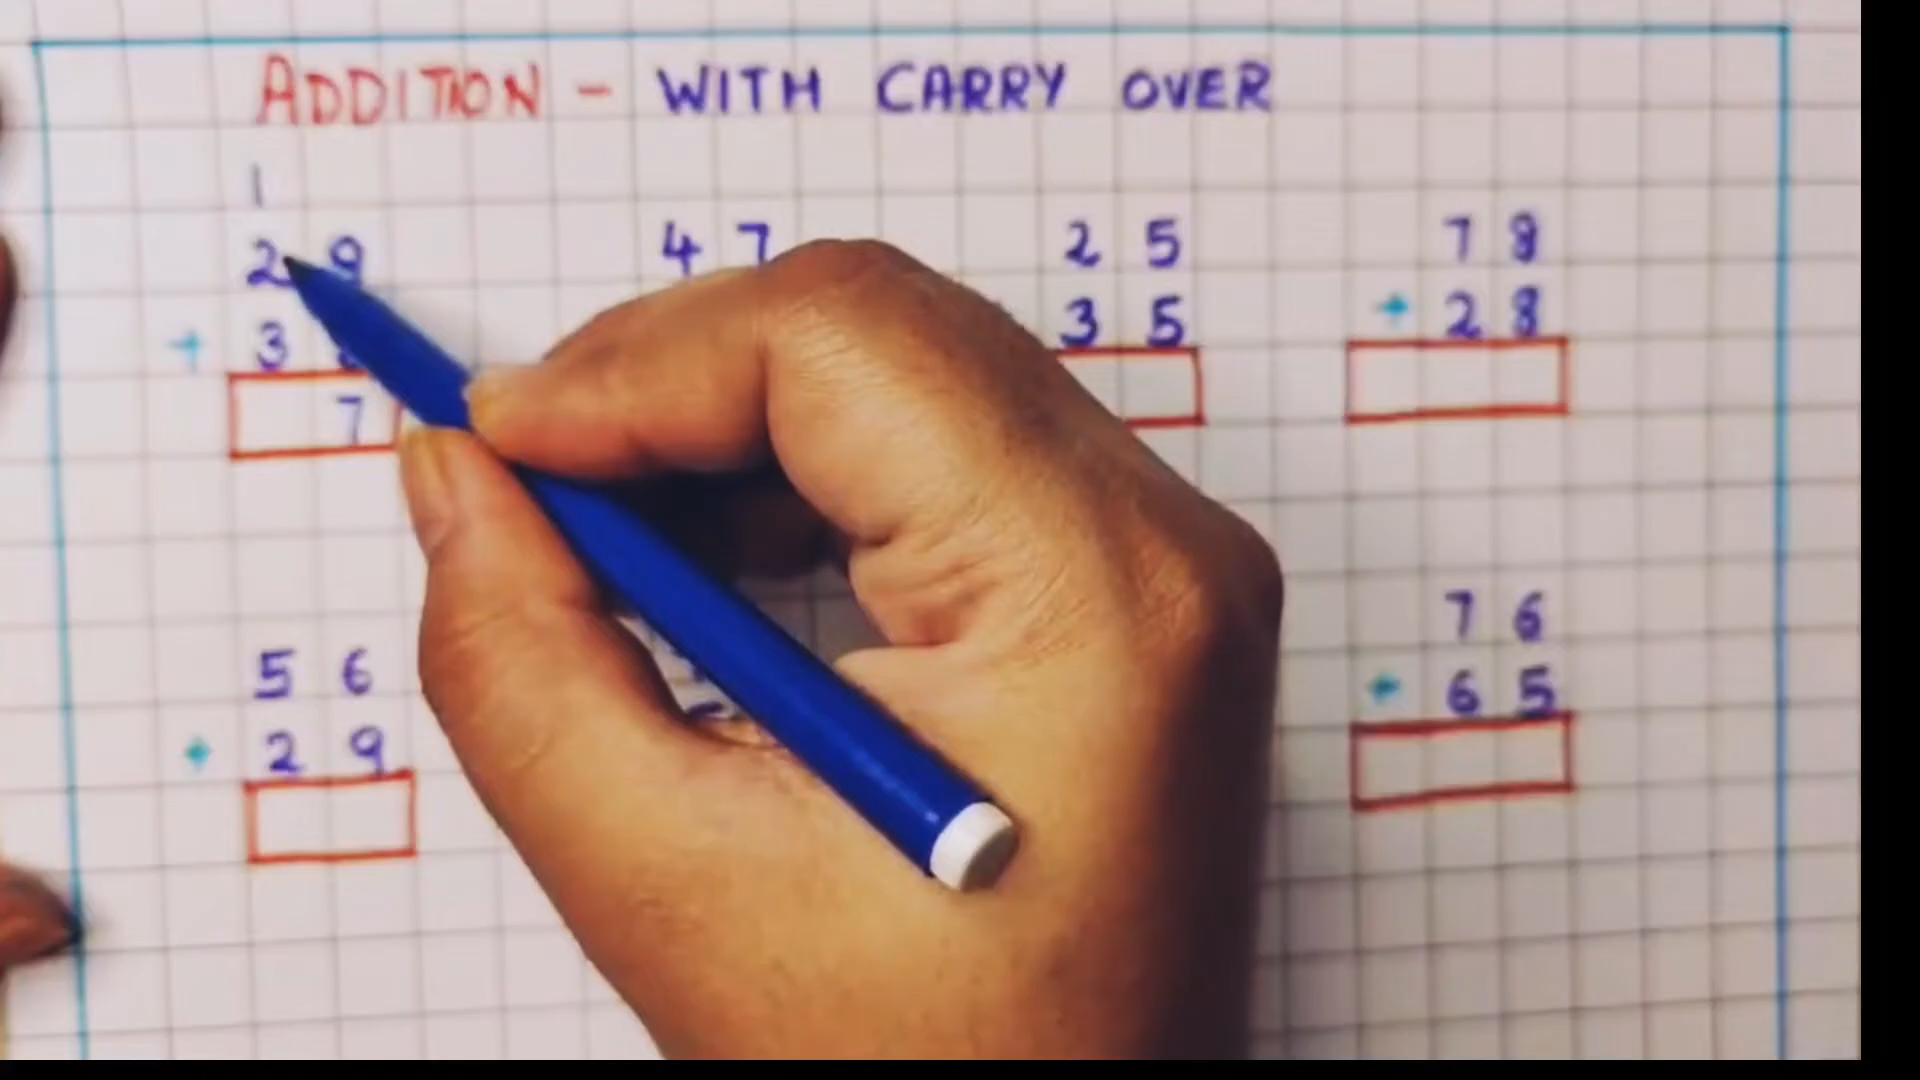 ADDITION - WITH CARRY OVER
1
2 9 4 7 2 5 7 8
+ 3 3 5 + 2 8
7
5 6 7 6
+ 2 9 + 6 5